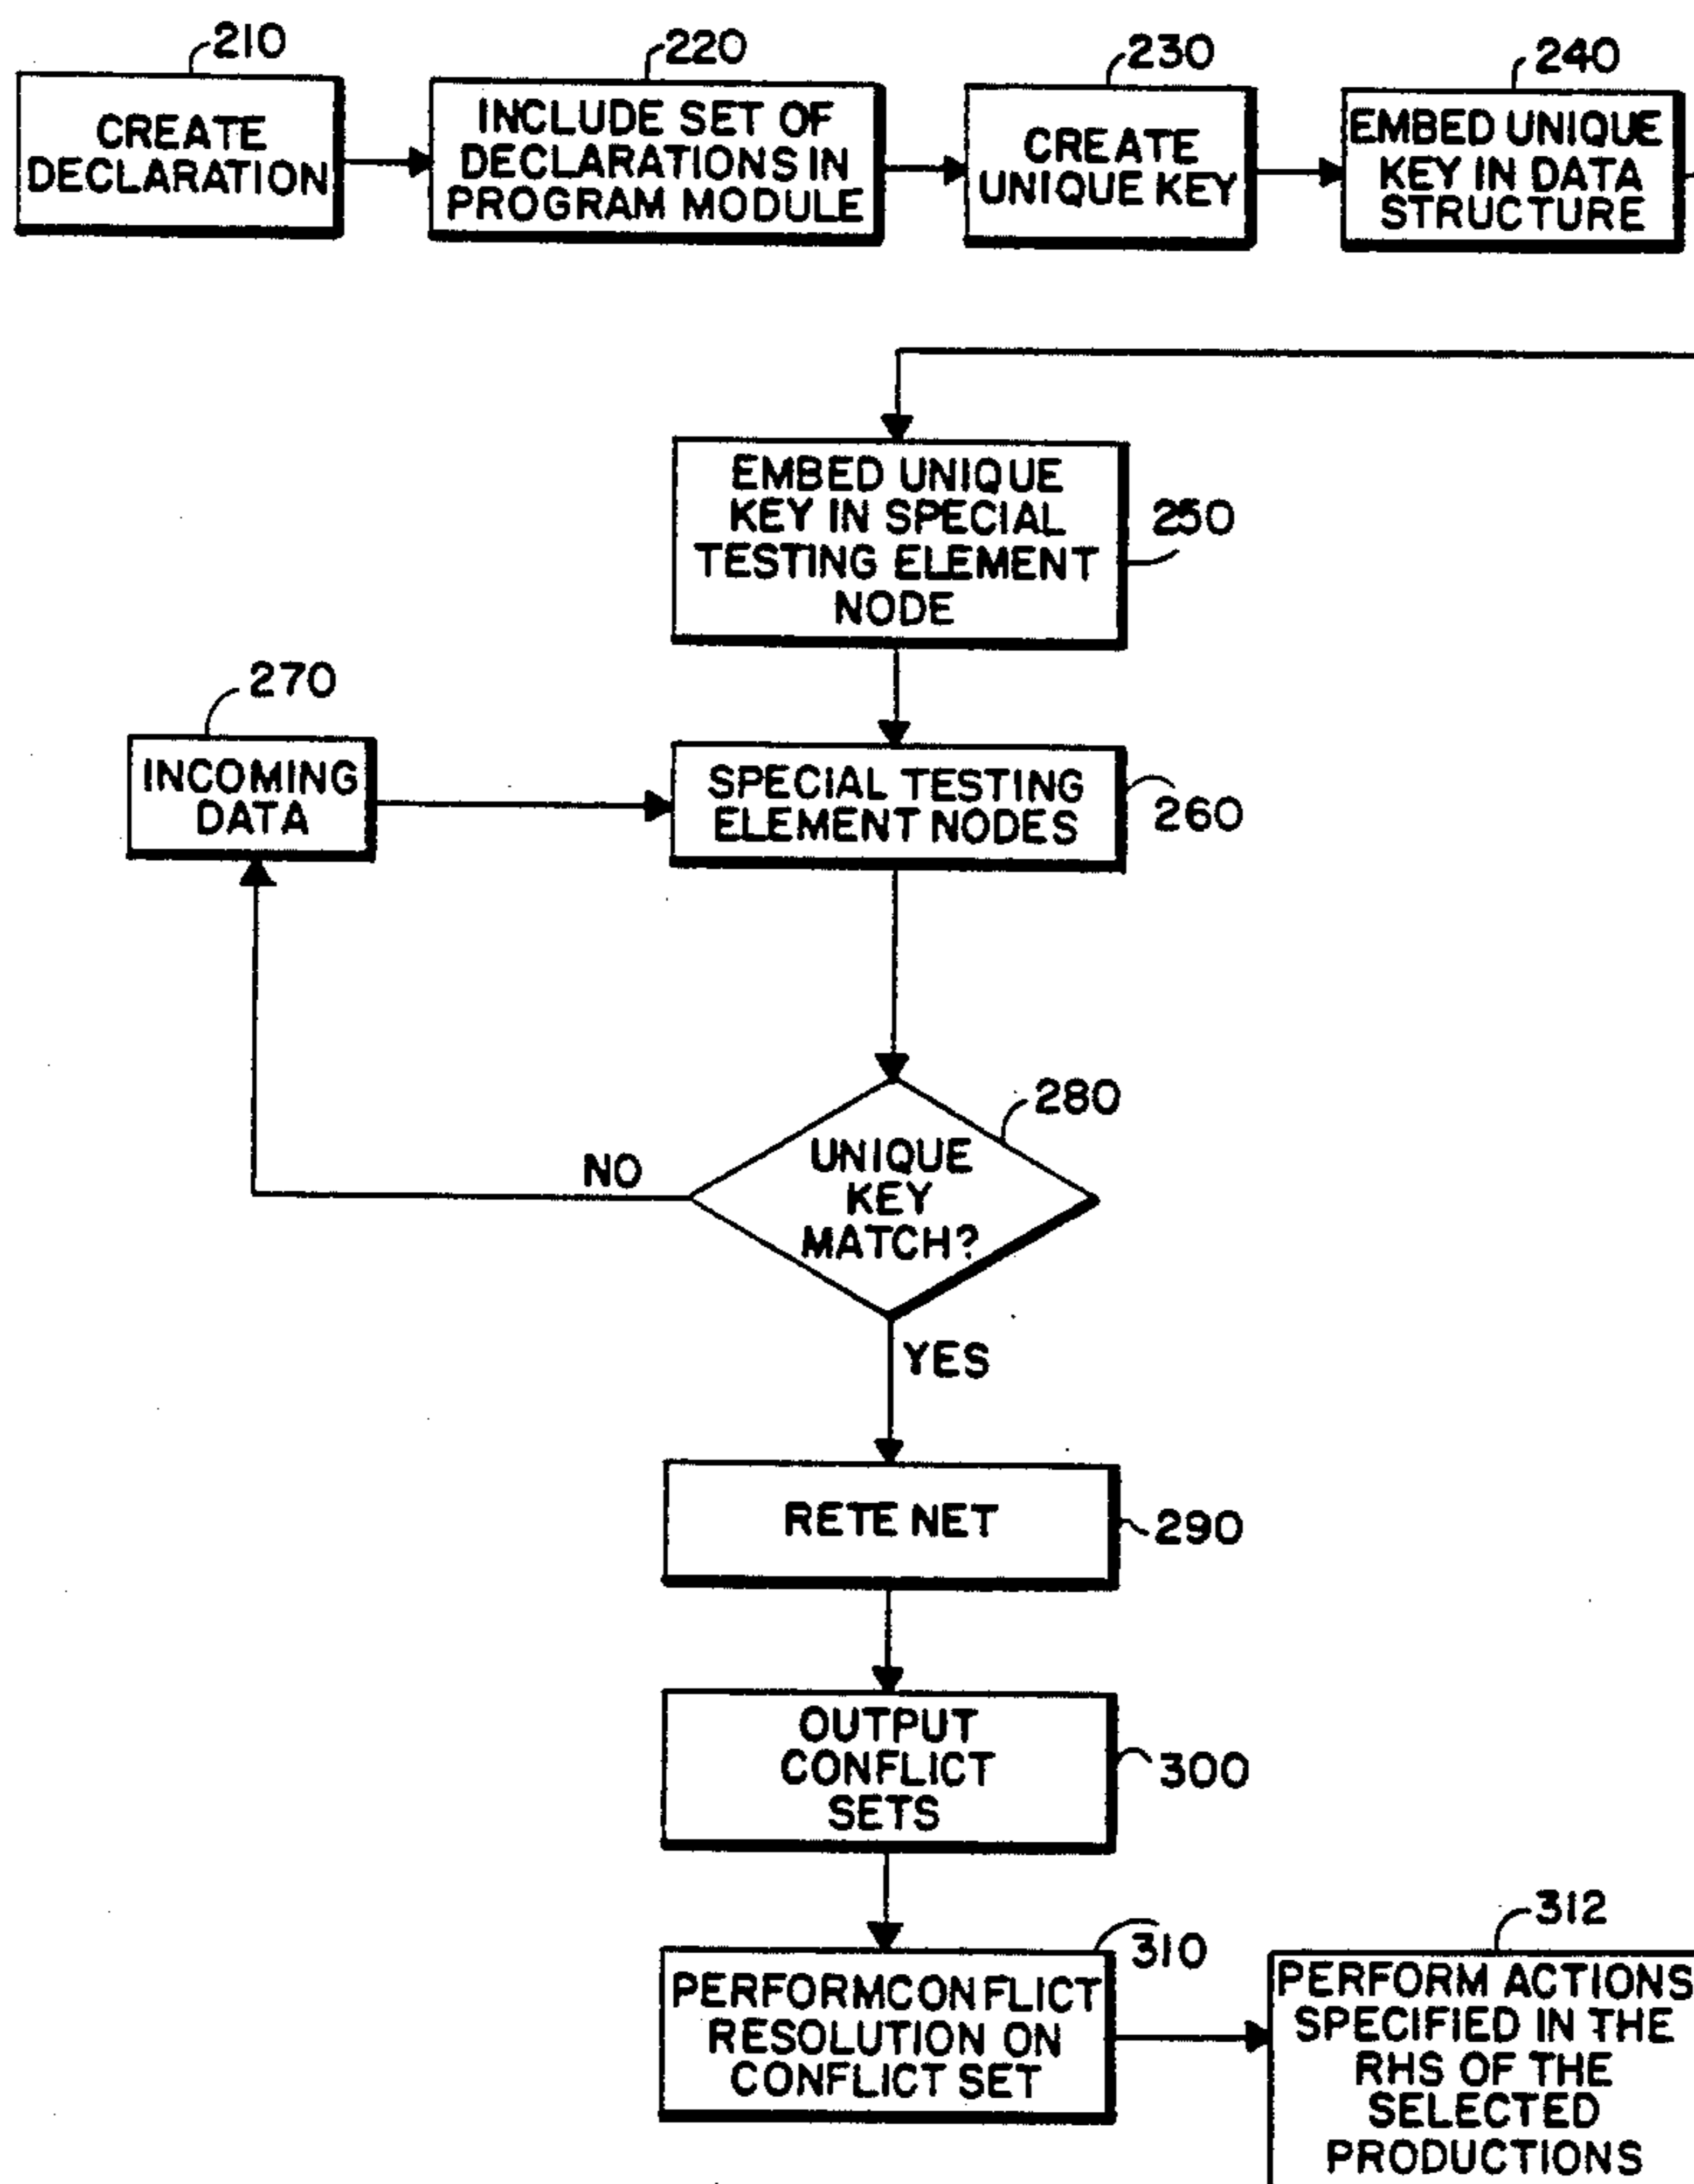 210
CREATE
DECLARATION
220
INCLUDE SET OF
DECLARATIONS IN
PROGRAM MODULE
230
CREATE
UNIQUE KEY
240
EMBED UNIQUE
KEY IN DATA
STRUCTURE
EMBED UNIQUE
KEY IN SPECIAL
TESTING ELEMENT
NODE
250
270
INCOMING
DATA
SPECIAL TESTING
ELEMENT NODES
260
280
UNIQUE
KEY
MATCH?
NO
YES
RETE NET
290
OUTPUT
CONFLICT
SETS
300
310
PERFORMCONFLICT
RESOLUTION ON
CONFLICT SET
312
PERFORM ACTIONS
SPECIFIED IN THE
RHS OF THE
SELECTED
PRODUCTIONS